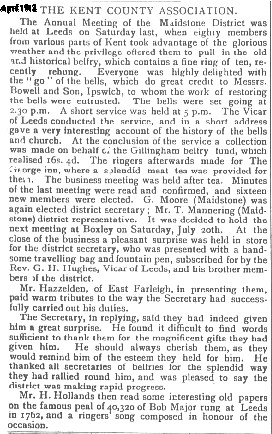 April 1912
THE KENT COUNTY ASSOCIATION.
The Annual Meeting of the Maidstone District was
held at Leeds on Saturday last, when eighty members
from various parts of Kent took advantage of the glorious
weather and the privilege offered them to pull in the old
and historical belfry, which contains a fine ring of ten, re-
cently rehung. Everyone was highly delighted with
the "go" of the bells, which do great credit to Messrs.
Bowell and Son, Ipswich, to whom the work of restoring
the bells were entrusted. The bells were set going at
2.30 p.m. A short service was held at 5 p.m. The Vicar
of Leeds conducted the service, and in a short address
gave a very interesting account of the history of the bells
and church. At the conclusion of the service a collection
was made on behalf of the Gillingham belfry fund, which
realised 16s. 4d. The ringers afterwards made for The
George inn, where a splendid meat tea was provided for
them. The business meeting was held after tea. Minutes
of the last meeting were read and confirmed, and sixteen
new members were elected. G. Moore (Maidstone) was
again elected district secretary; Mr. T. Mannering (Maid-
stone) district representative. It was decided to hold the
next meeting at Boxley on Saturday, July 20th. At the
close of the business a pleasant surprise was held in store
for the district secretary, who was presented with a hand-
some travelling bag and fountain pen, subscribed for by the
Rev. G. H. Hughes, Vicar of Leeds, and his brother mem-
bers of the district.
Mr. Hazzelden, of East Farleigh, in presenting them,
paid warm tributes to the way the Secretary had success-
fully carried out his duties.
The Secretary, in replying, said they had indeed given
him a great surprise. He found it difficult to find words
sufficient to thank them for the magnificent gifts they had
given him. He should always cherish them, as they
would remind him of the esteem they held for him. He
thanked all secretaries of belfries for the splendid way
they had rallied round him, and was pleased to say the
district was making rapid progress.
Mr. H. Hollands then read some interesting old papers
on the famous peal of 40,320 of Bob Major rung at Leeds
in 1762, and a ringers' song composed in honour of the
occasion.